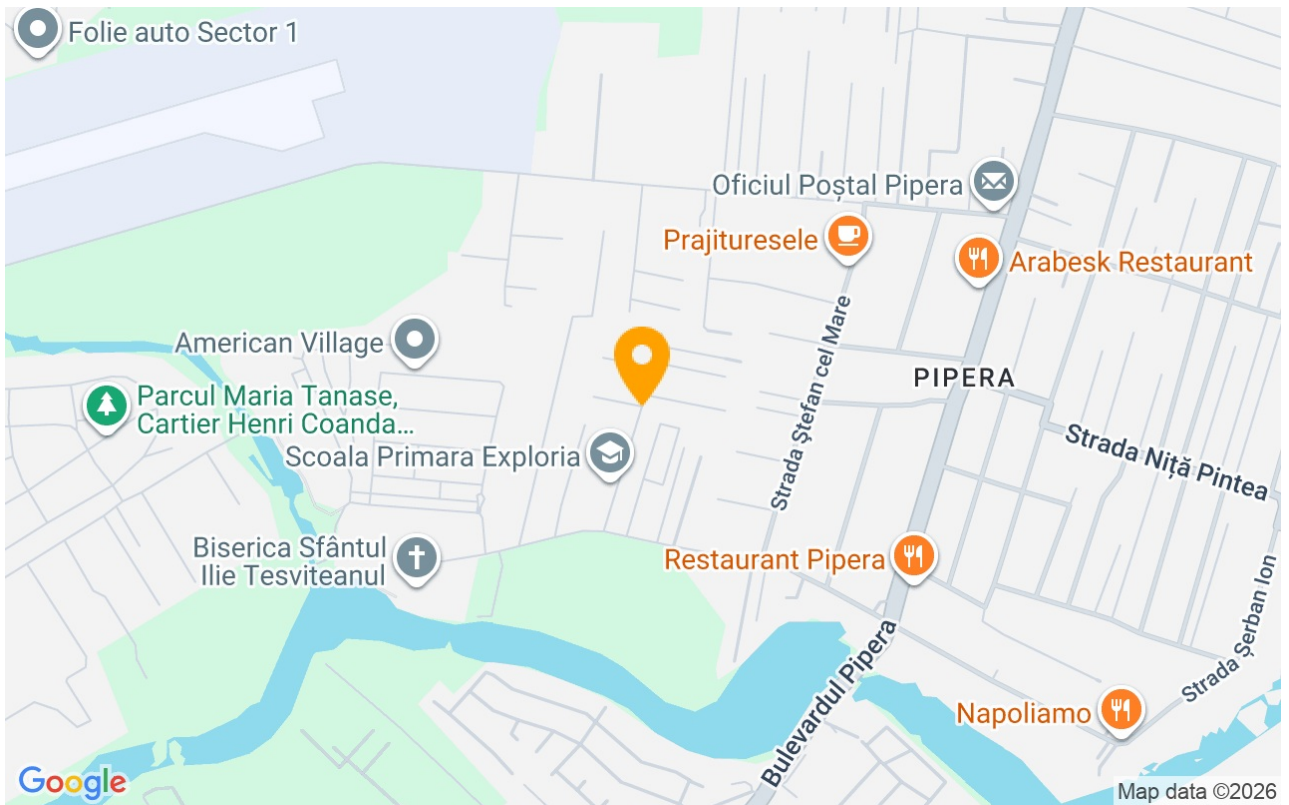 Folie auto Sector 1
Oficiul Poștal Pipera
Prajituresele
Arabesk Restaurant
American Village
Strada Ștefan cel Mare
PIPERA
Parcul Maria Tanase,
Cartier Henri Coanda...
Scoala Primara Exploria
Strada Niță Pintea
Biserica Sfântul
Ilie Tesviteanul
Restaurant Pipera
Strada Șerban Ion
Bulevardul Pipera
Napoliamo
Google
Map data ©2026